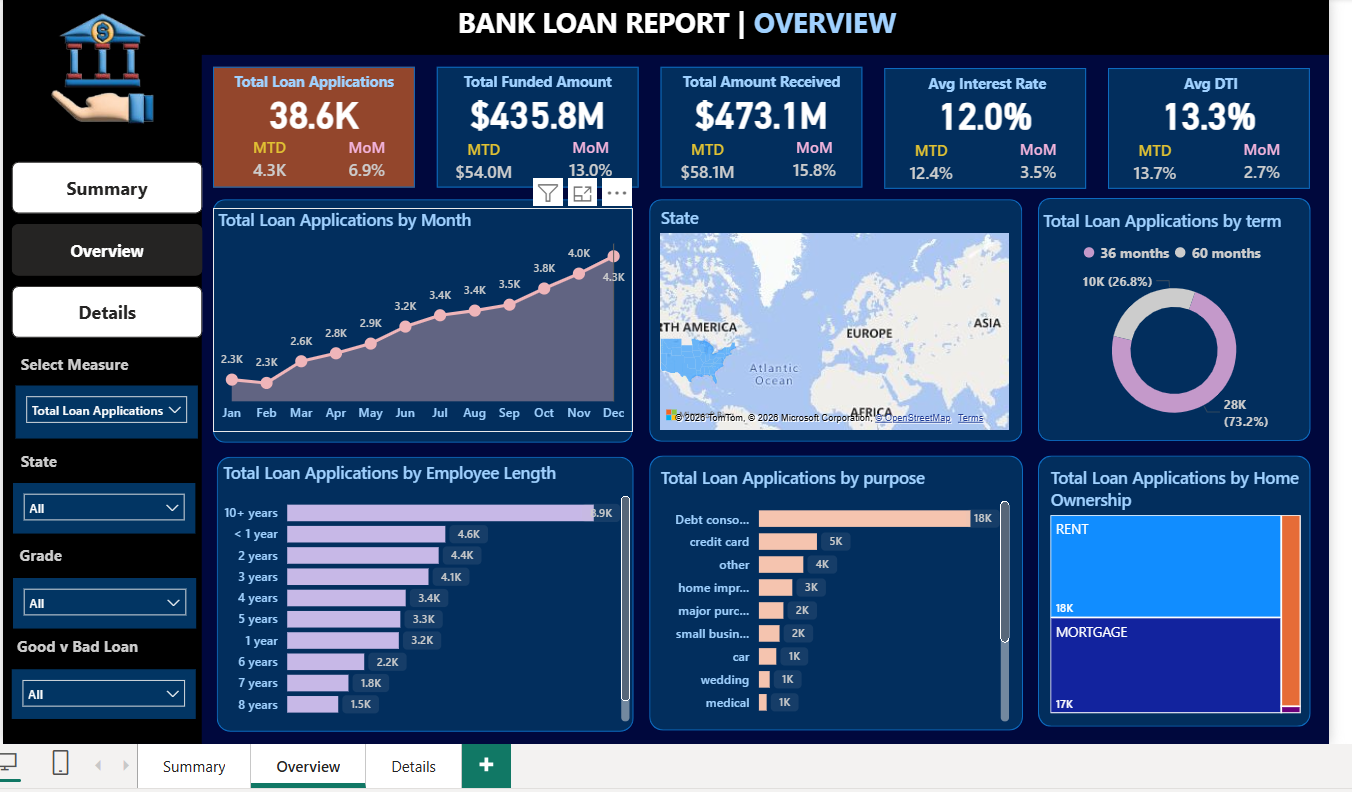 BANK LOAN REPORT | OVERVIEW
Total Loan Applications
38.6K
MTD MoM
4.3K 6.9%
Total Funded Amount
$435.8M
MTD MoM
$54.0M 13.0%
Total Amount Received
$473.1M
MTD MoM
$58.1M 15.8%
Avg Interest Rate
12.0%
MTD MoM
12.4% 3.5%
Avg DTI
13.3%
MTD MoM
13.7% 2.7%
Summary
Overview
Details
Select Measure
Total Loan Applications
State
All
Grade
All
Good v Bad Loan
All
Total Loan Applications by Month
2.3K 2.3K 2.6K 2.8K 2.9K 3.2K 3.4K 3.4K 3.5K 3.8K 4.0K 4.3K
Jan Feb Mar Apr May Jun Jul Aug Sep Oct Nov Dec
State
RTH AMERICA
EUROPE
ASIA
Atlantic
Ocean
AFRICA
© 2026 TomTom, © 2026 Microsoft Corporation, © OpenStreetMap Terms
Total Loan Applications by term
36 months 60 months
10K (26.8%)
28K
(73.2%)
Total Loan Applications by Employee Length
10+ years 8.9K
< 1 year 4.6K
2 years 4.4K
3 years 4.1K
4 years 3.4K
5 years 3.3K
1 year 3.2K
6 years 2.2K
7 years 1.8K
8 years 1.5K
Total Loan Applications by purpose
Debt conso... 18K
credit card 5K
other 4K
home impr... 3K
major purc... 2K
small busin... 2K
car 1K
wedding 1K
medical 1K
Total Loan Applications by Home
Ownership
RENT
18K
MORTGAGE
17K
Summary Overview Details +